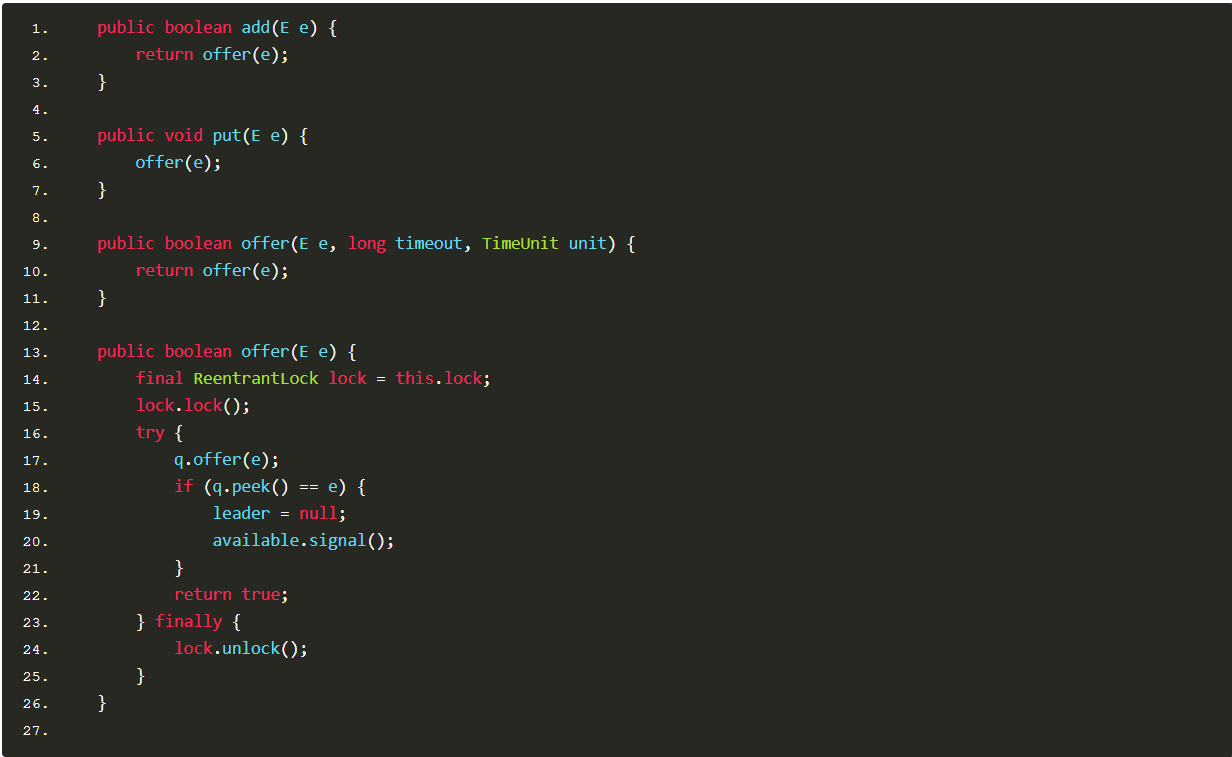 1.     public boolean add(E e) {
2.         return offer(e);
3.     }
4.
5.     public void put(E e) {
6.         offer(e);
7.     }
8.
9.     public boolean offer(E e, long timeout, TimeUnit unit) {
10.         return offer(e);
11.     }
12.
13.     public boolean offer(E e) {
14.         final ReentrantLock lock = this.lock;
15.         lock.lock();
16.         try {
17.             q.offer(e);
18.             if (q.peek() == e) {
19.                 leader = null;
20.                 available.signal();
21.             }
22.             return true;
23.         } finally {
24.             lock.unlock();
25.         }
26.     }
27.